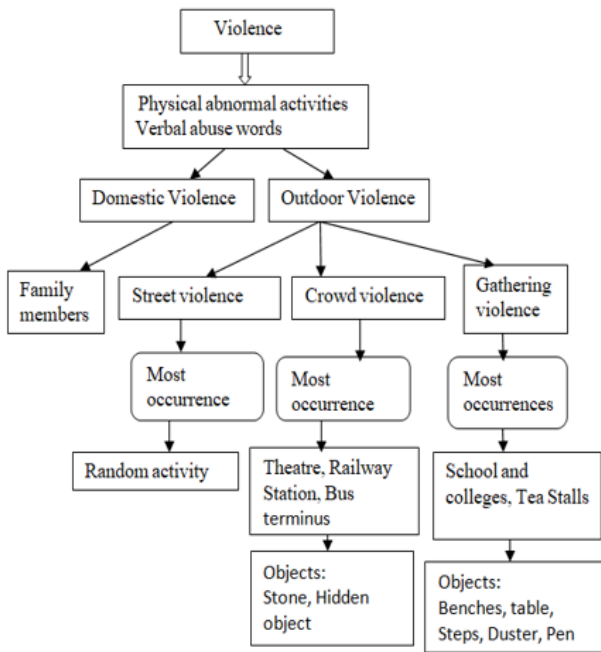 Violence
Physical abnormal activities
Verbal abuse words
Domestic Violence
Outdoor Violence
Family
members
Street violence
Crowd violence
Gathering
violence
Most
occurrence
Most
occurrence
Most
occurrences
Random activity
Theatre, Railway
Station, Bus
terminus
School and
colleges, Tea Stalls
Objects:
Stone, Hidden
object
Objects:
Benches, table,
Steps, Duster, Pen